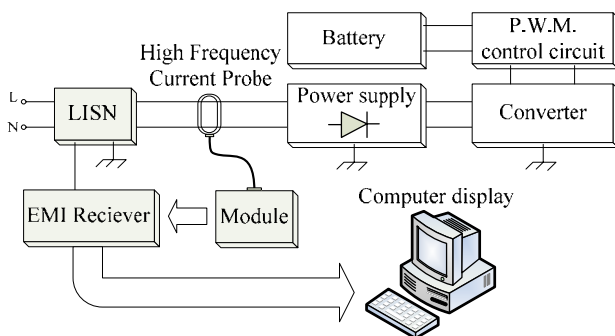 High Frequency
Current Probe
Battery
P.W.M.
control circuit
L
N
LISN
Power supply
Converter
EMI Reciever
Module
Computer display